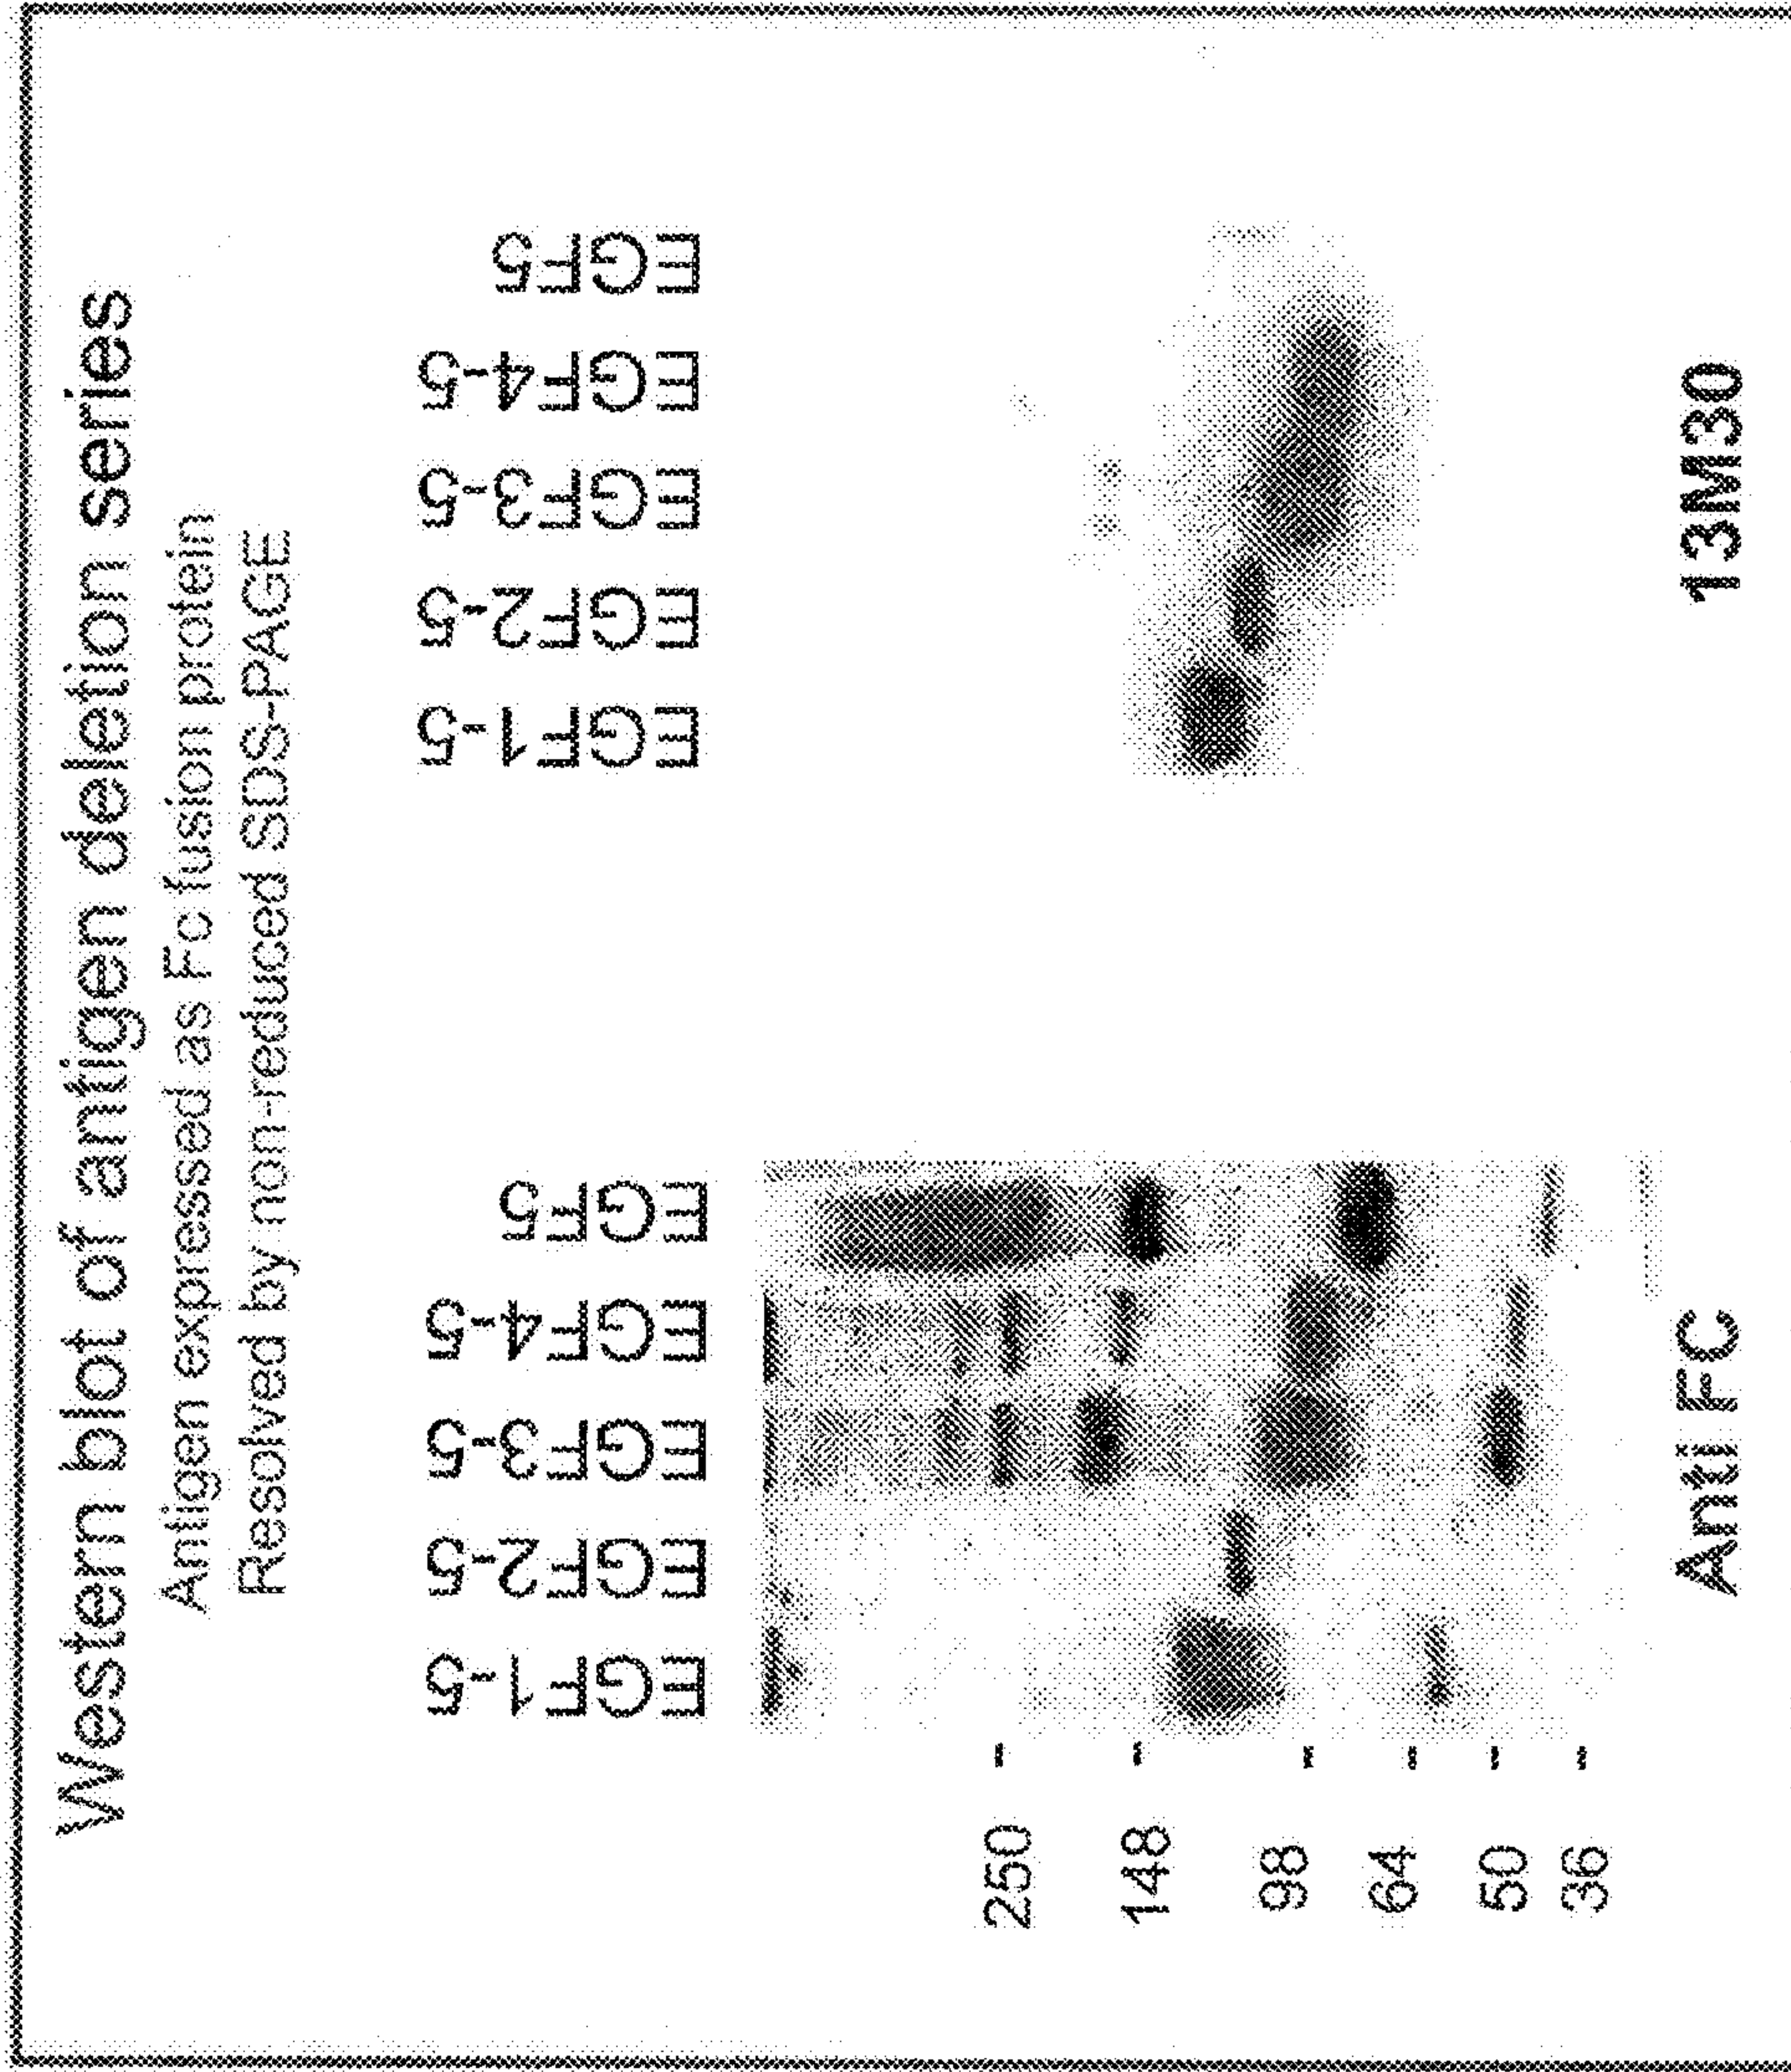 Western blot of antigen deletion series
Antigen expressed as Fc fusion protein
Resolved by non-reduced SDS-PAGE
EGF1-5
EGF2-5
EGF3-5
EGF4-5
EGF5
EGF1-5
EGF2-5
EGF3-5
EGF4-5
EGF5
250
148
98
64
50
36
Anti FC
13M30